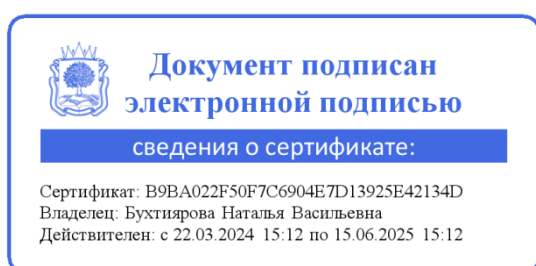 Документ подписан
электронной подписью
сведения о сертификате:
Сертификат: B9BA022F50F7C6904E7D13925E42134D
Владелец: Бухтиярова Наталья Васильевна
Действителен: с 22.03.2024 15:12 по 15.06.2025 15:12